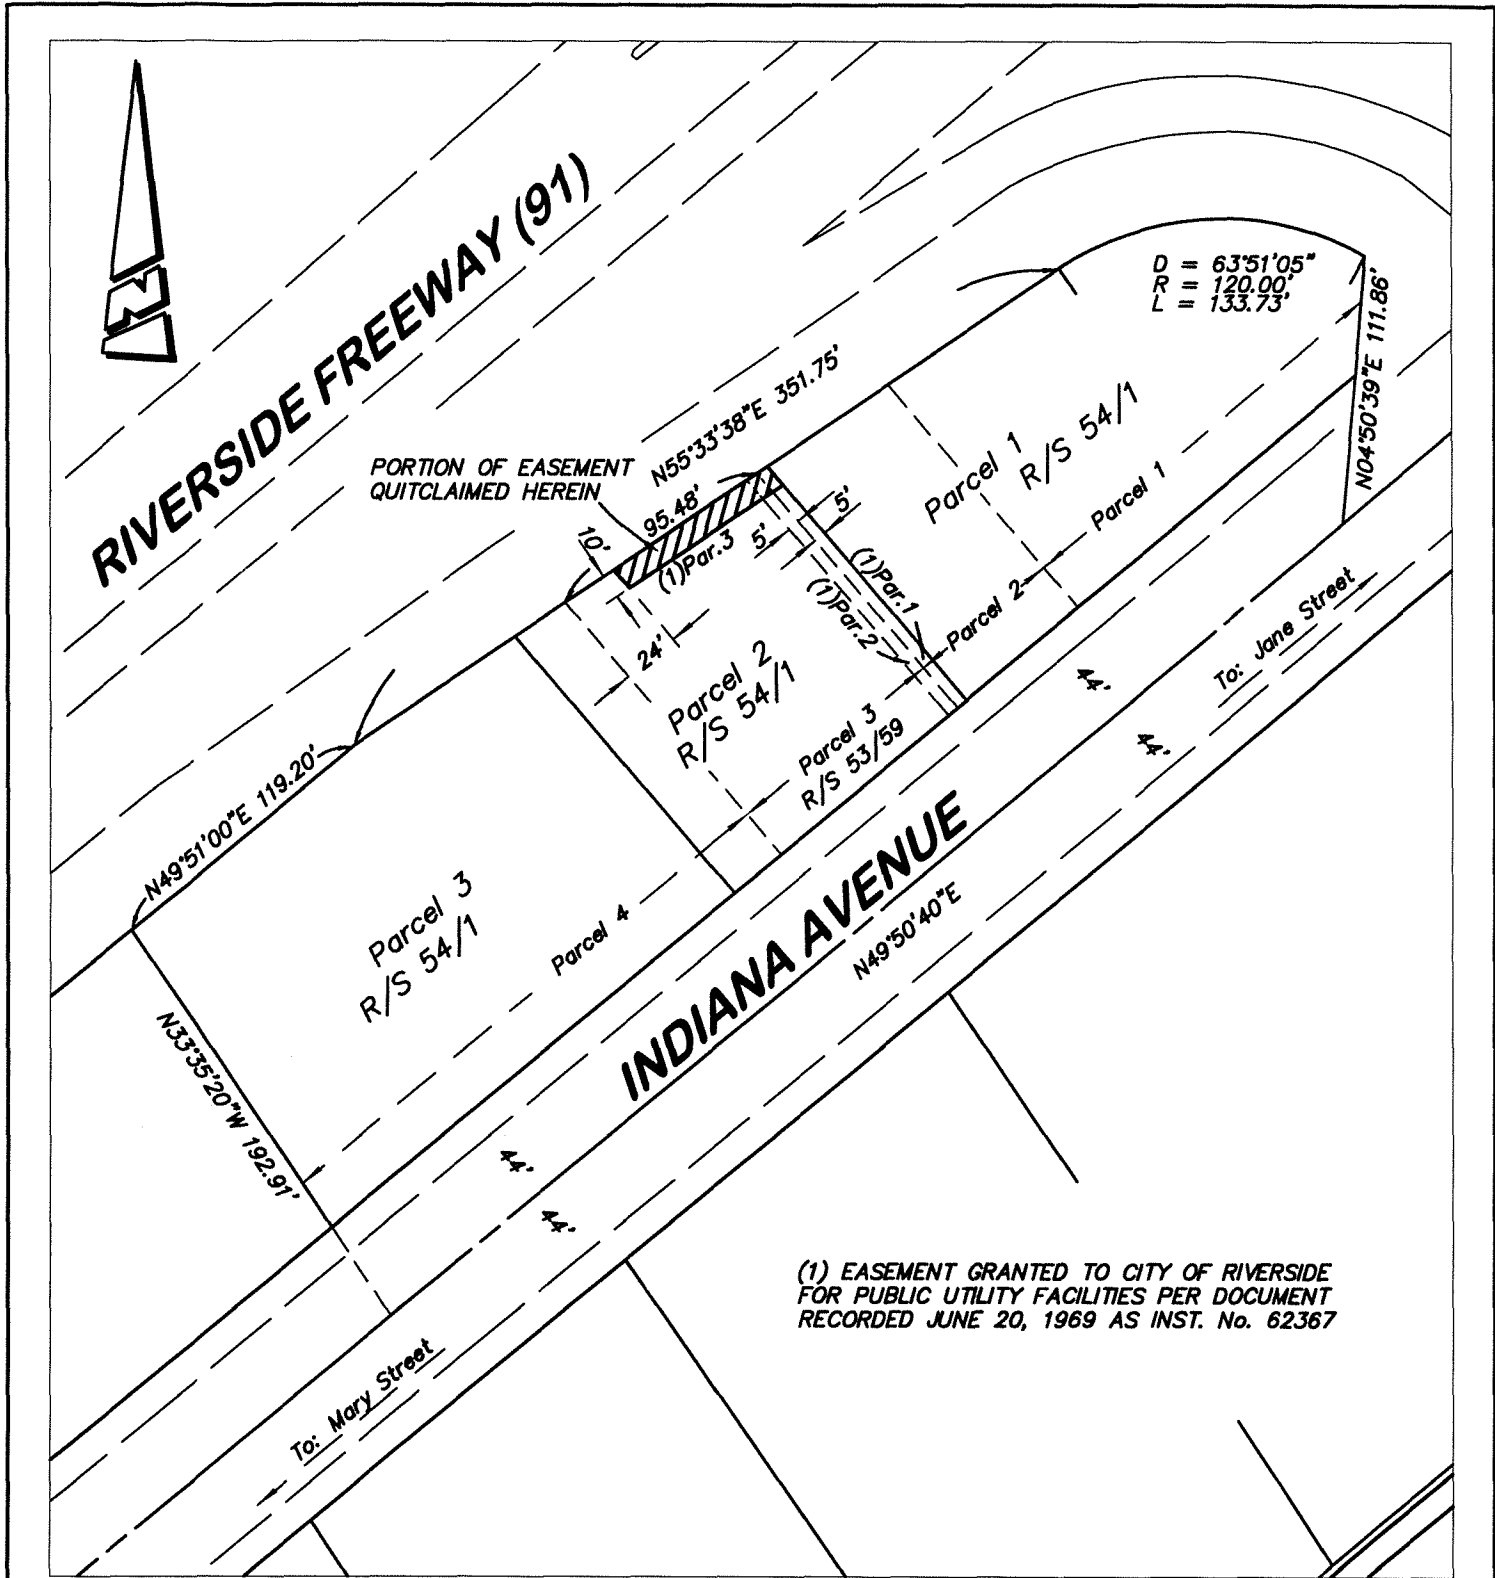 N
RIVERSIDE FREEWAY (91)
D = 63°51'05"
R = 120.00'
L = 133.73'
N04°50'39"E 111.86'
N55°33'38"E 351.75'
PORTION OF EASEMENT
QUITCLAIMED HEREIN
95.48'
10'
5'
5'
(1)Par.3
(1)Par.1
(1)Par.2
24'
Parcel 1
R/S 54/1
Parcel 1
Parcel 2
Parcel 2
R/S 54/1
Parcel 3
R/S 53/59
44'
44'
To: Jane Street
N49°51'00"E 119.20'
Parcel 3
R/S 54/1
Parcel 4
INDIANA AVENUE
N49°50'40"E
N33°35'20"W 192.91'
44'
44'
To: Mary Street
(1) EASEMENT GRANTED TO CITY OF RIVERSIDE
FOR PUBLIC UTILITY FACILITIES PER DOCUMENT
RECORDED JUNE 20, 1969 AS INST. No. 62367